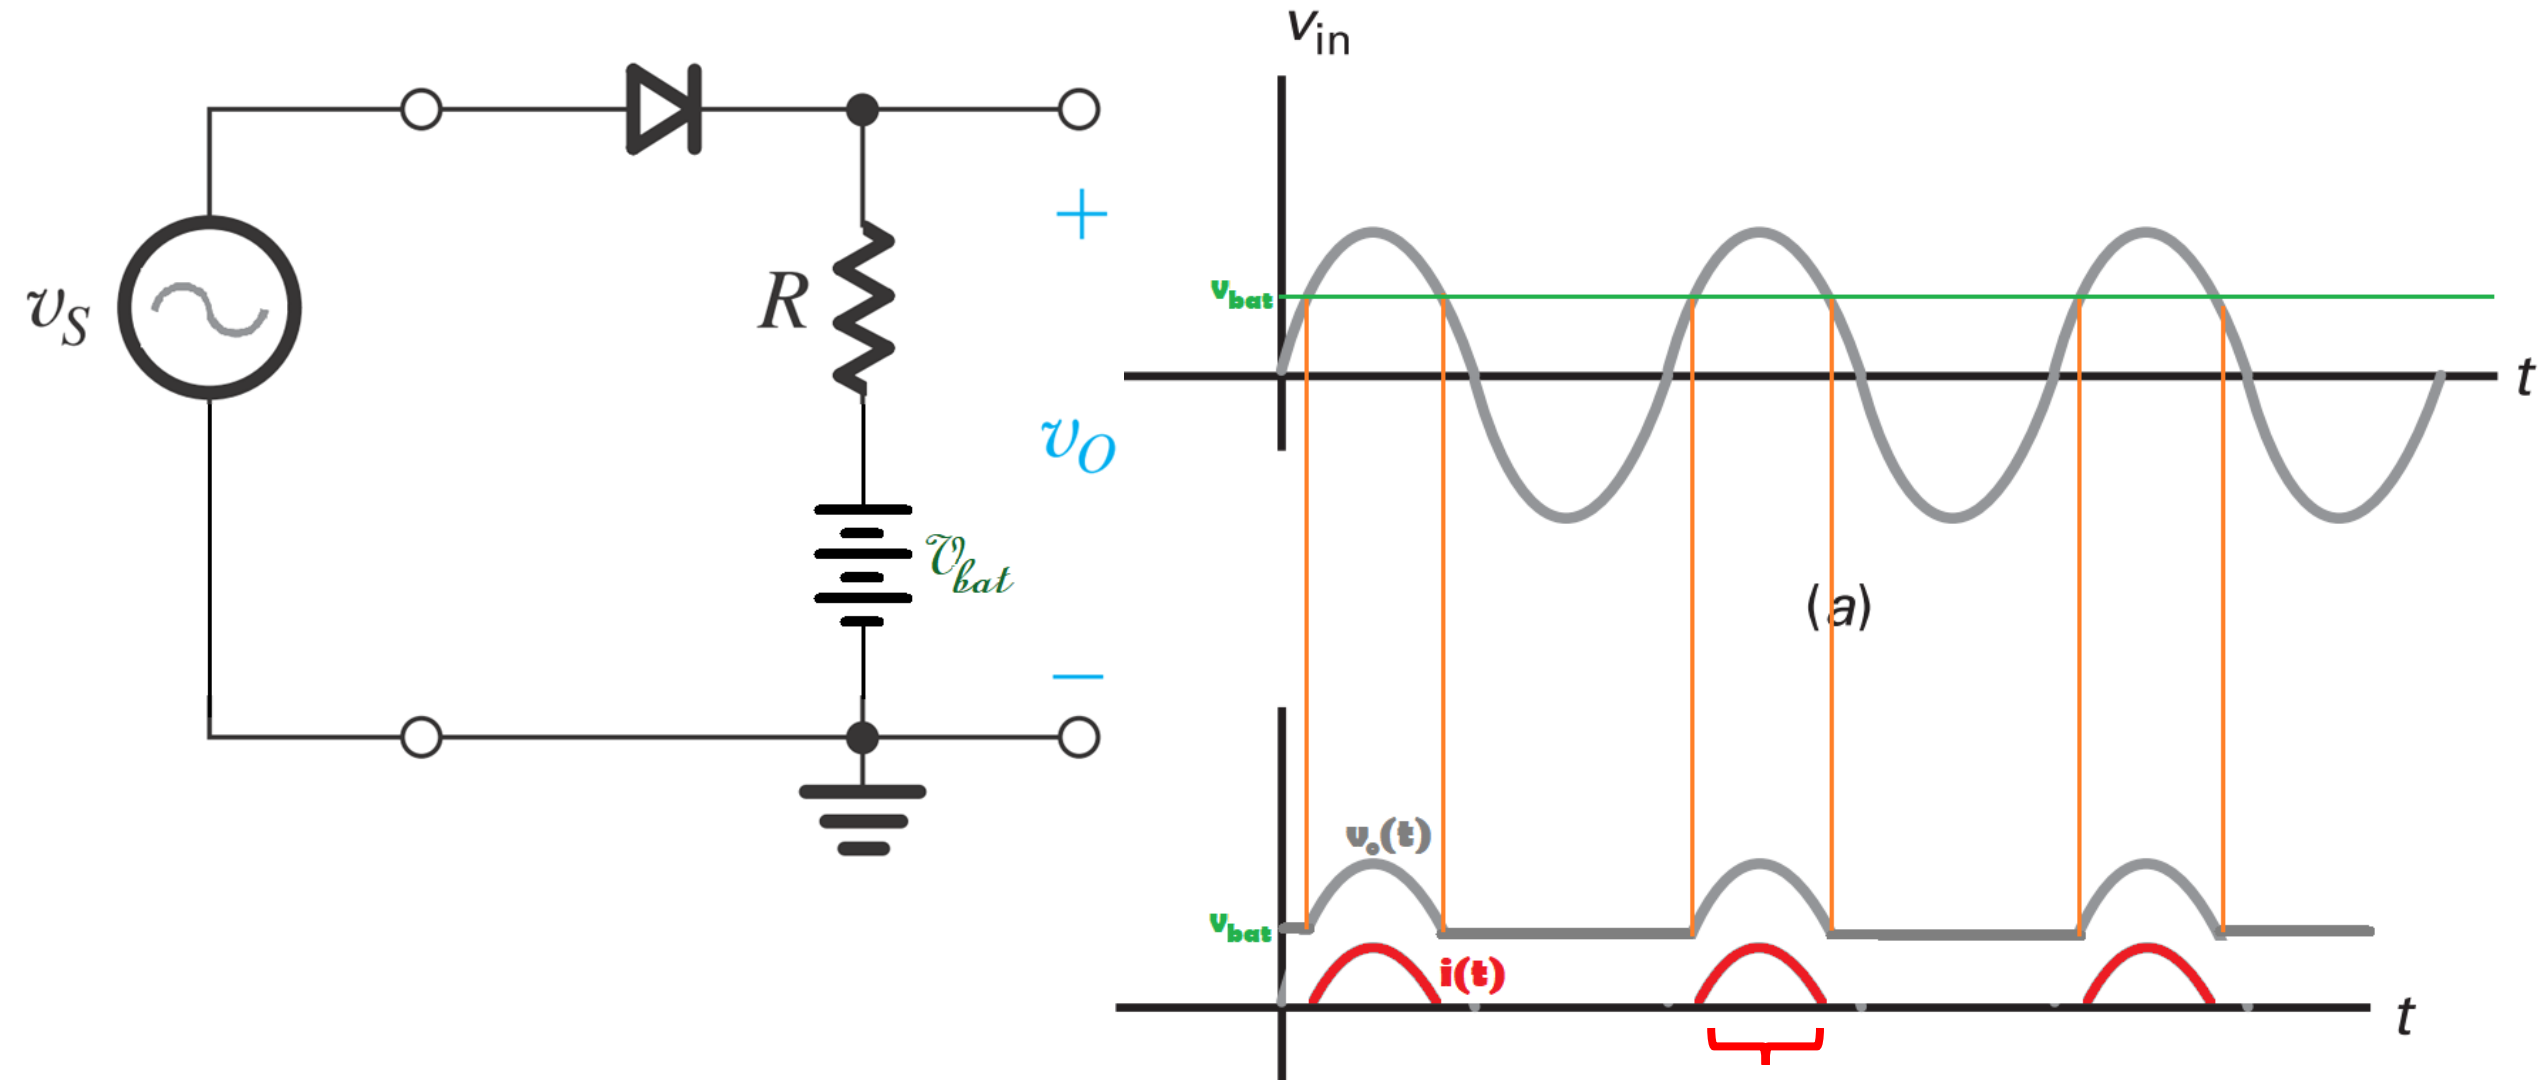 v_S
R
+
v_O
v_bat
−
v_in
v_bat
t
(a)
v_o(t)
v_bat
i(t)
t